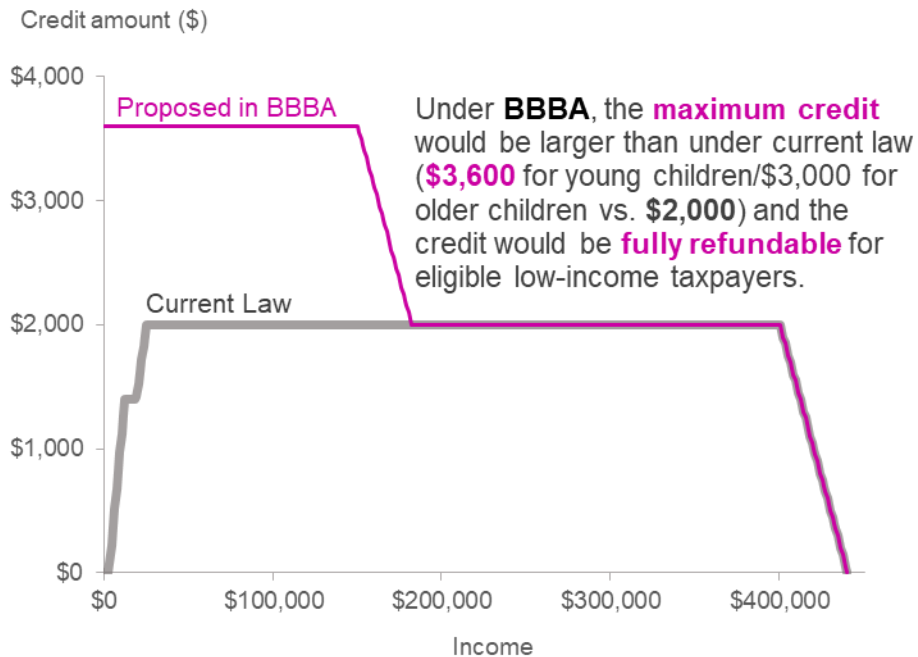 Credit amount ($)
$4,000
Proposed in BBBA
Under BBBA, the maximum credit
would be larger than under current law
($3,600 for young children/$3,000 for
older children vs. $2,000) and the
credit would be fully refundable for
eligible low-income taxpayers.
$3,000
Current Law
$2,000
$1,000
$0
$0
$100,000
$200,000
$300,000
$400,000
Income